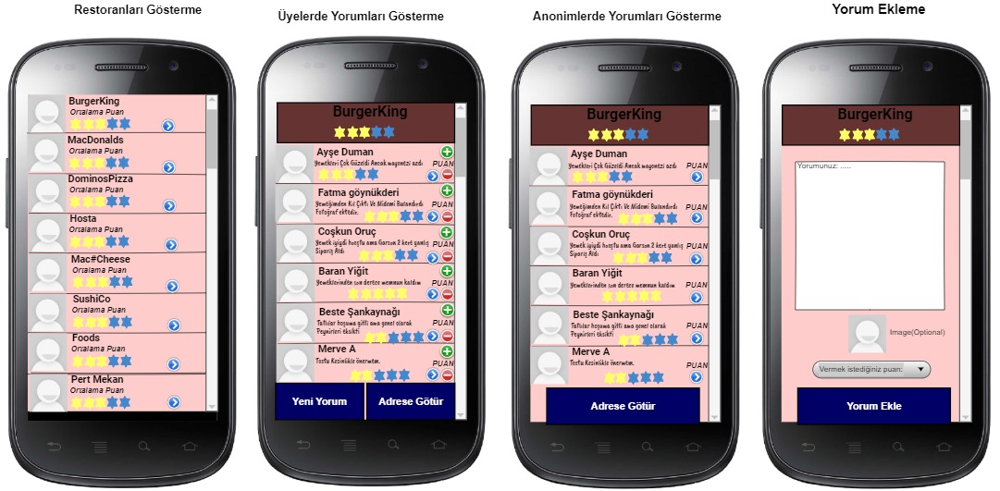 Restoranları Gösterme
BurgerKing
Ortalama Puan
MacDonalds
Ortalama Puan
DominosPizza
Ortalama Puan
Hosta
Ortalama Puan
Mac#Cheese
Ortalama Puan
SushiCo
Ortalama Puan
Foods
Ortalama Puan
Pert Mekan
Ortalama Puan
Üyelerde Yorumları Gösterme
BurgerKing
Ayşe Duman
Yemekleri Çok Güzeldi Ancak mayonezi azdı
PUAN
Fatma göynükderi
Yemeğimden Kıl Çıktı Ve Midemi Bulandırdı
Fotoğraf ektedir.
PUAN
Coşkun Oruç
Yemek iyiydi hoştu ama Garson 2 kere yanlış
Sipariş Aldı
PUAN
Baran Yiğit
Yemeklerinden son derece memnun kaldım
PUAN
Beste Şankaynağı
Tatlılar hoşuma gitti ama genel olarak
Peynirleri eksikti
PUAN
Merve A
Tostu Kesinlikle önermem.
PUAN
Yeni Yorum
Adrese Götür
Anonimlerde Yorumları Gösterme
BurgerKing
Ayşe Duman
Yemekleri Çok Güzeldi Ancak mayonezi azdı
PUAN
Fatma göynükderi
Yemeğimden Kıl Çıktı Ve Midemi Bulandırdı
Fotoğraf ektedir.
PUAN
Coşkun Oruç
Yemek iyiydi hoştu ama Garson 2 kere yanlış
Sipariş Aldı
PUAN
Baran Yiğit
Yemeklerinden son derece memnun kaldım
PUAN
Beste Şankaynağı
Tatlılar hoşuma gitti ama genel olarak
Peynirleri eksikti
PUAN
Merve A
Tostu Kesinlikle önermem.
PUAN
Adrese Götür
Yorum Ekleme
BurgerKing
Yorumunuz: .....
Image(Optional)
Vermek istediğiniz puan:
Yorum Ekle